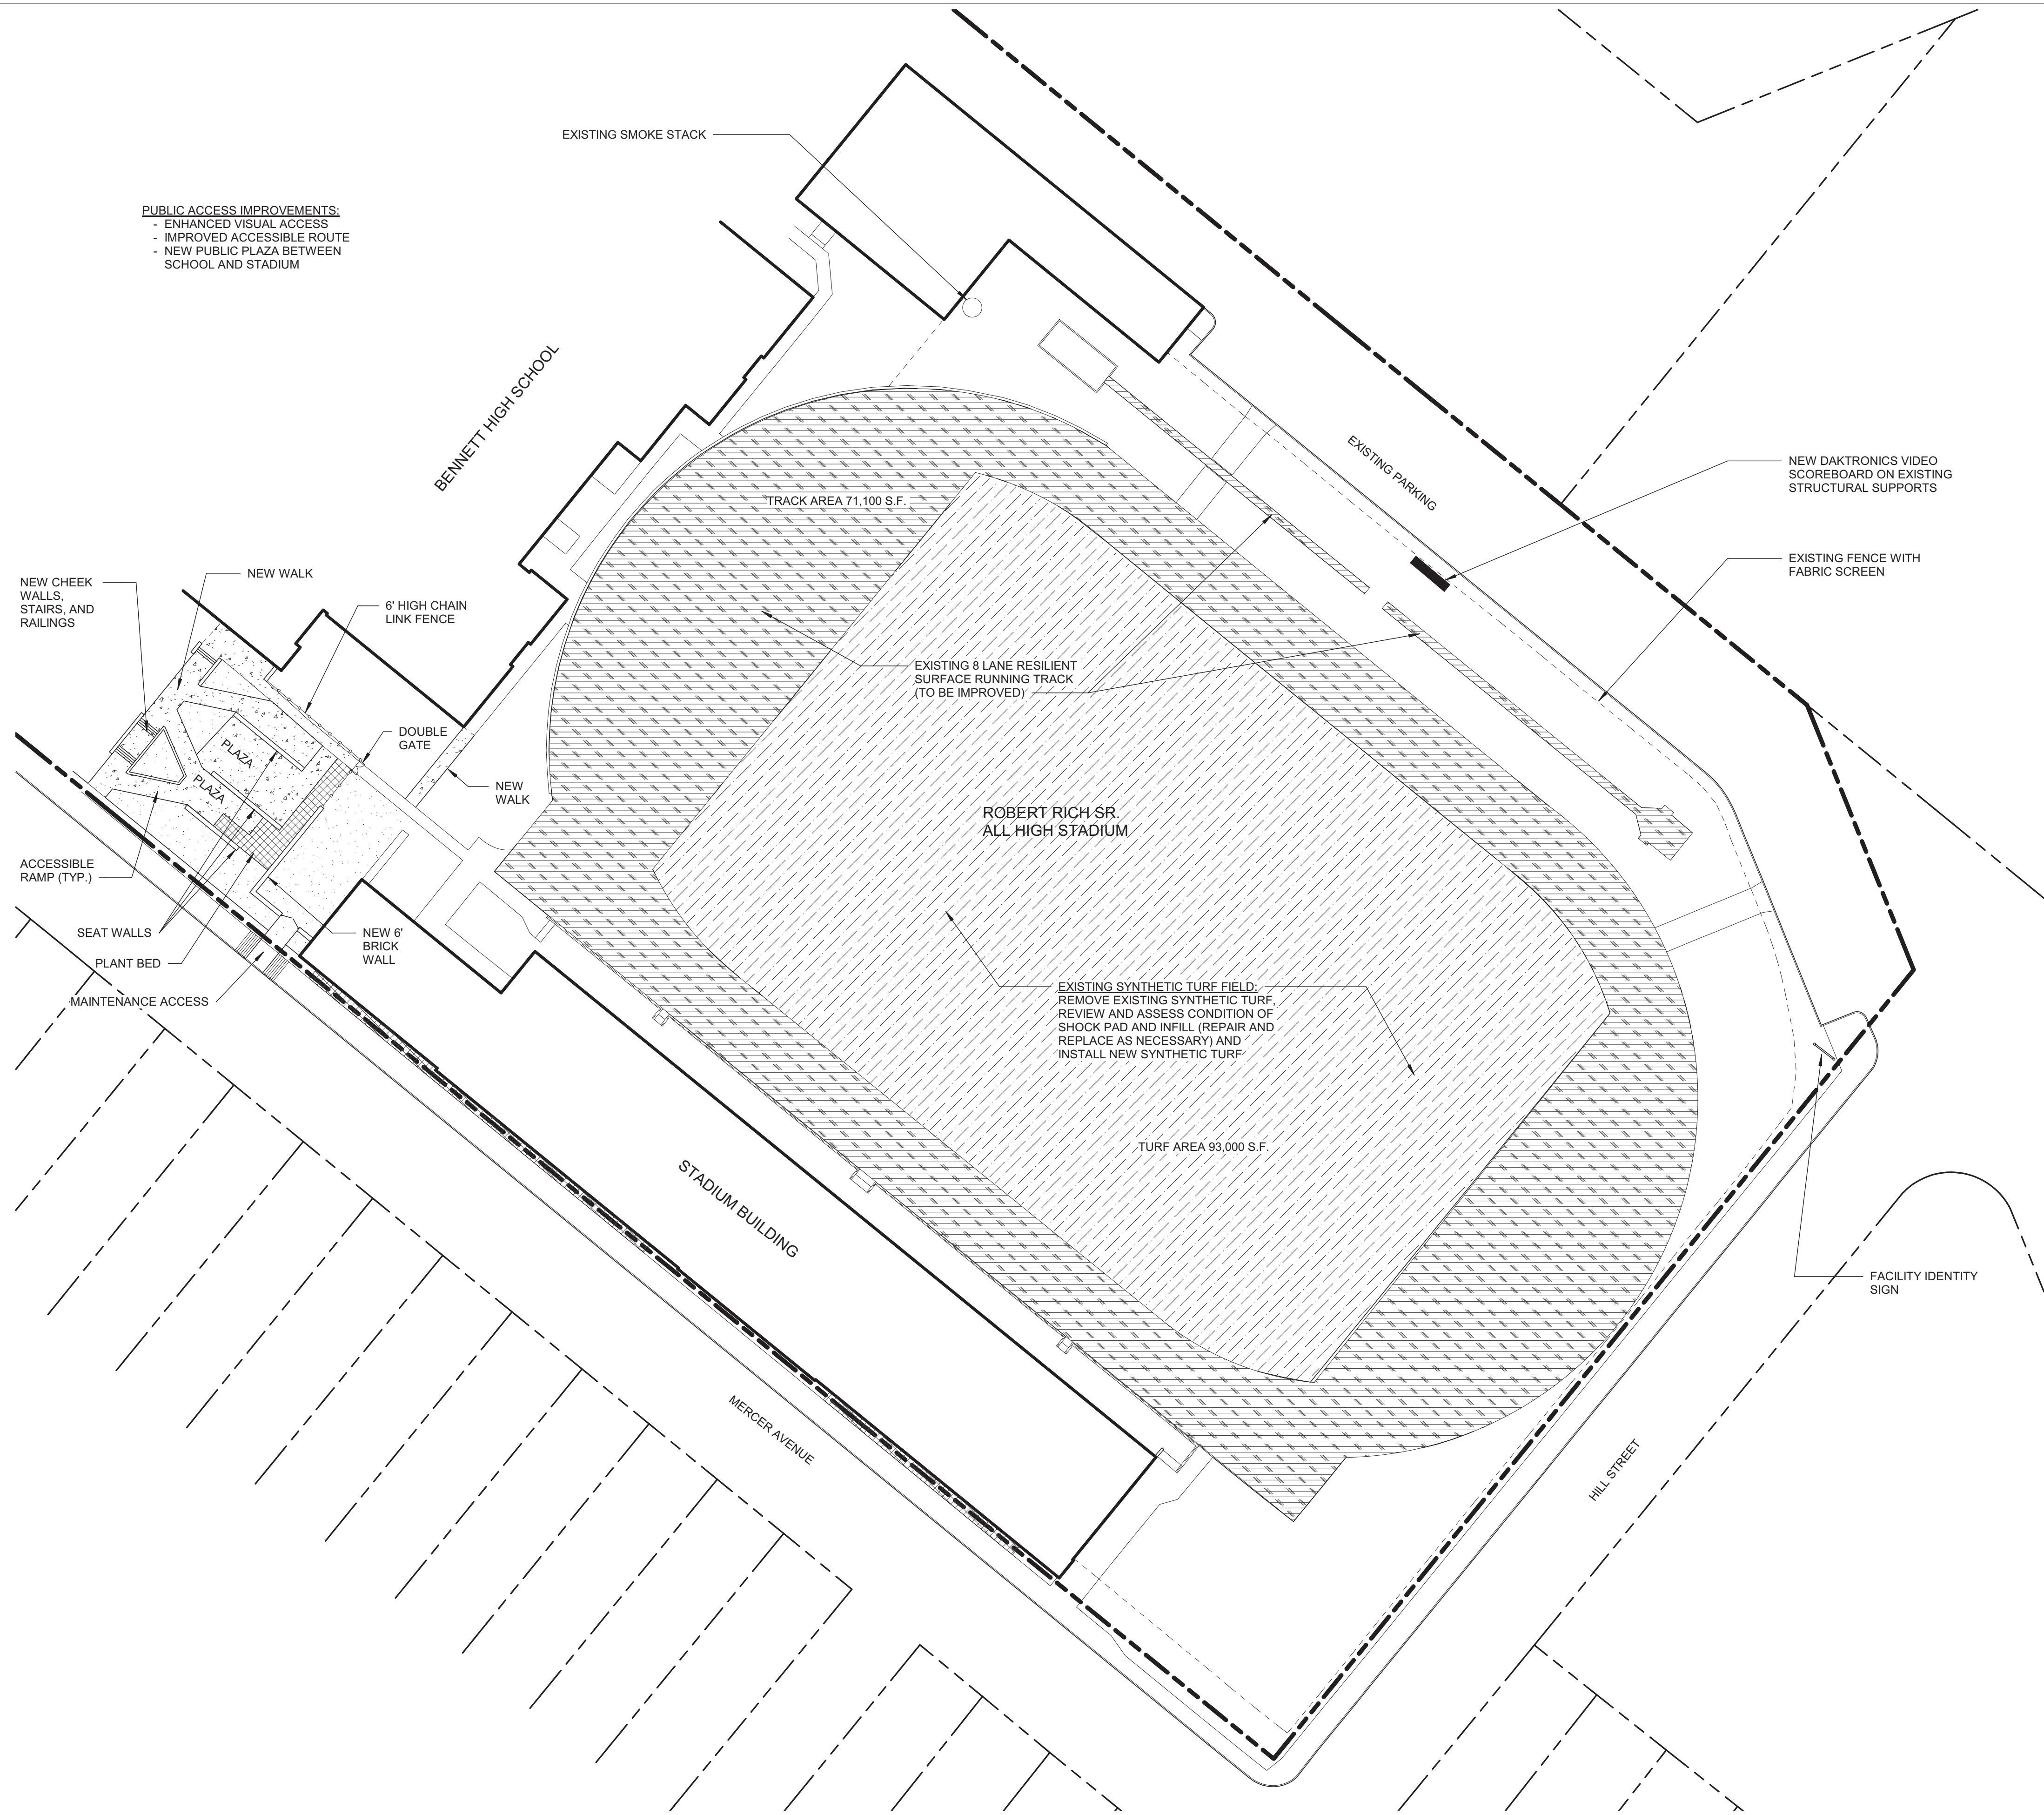 EXISTING SMOKE STACK
PUBLIC ACCESS IMPROVEMENTS:
- ENHANCED VISUAL ACCESS
- IMPROVED ACCESSIBLE ROUTE
- NEW PUBLIC PLAZA BETWEEN
SCHOOL AND STADIUM
BENNETT HIGH SCHOOL
EXISTING PARKING
NEW DAKTRONICS VIDEO
SCOREBOARD ON EXISTING
STRUCTURAL SUPPORTS
TRACK AREA 71,100 S.F.
EXISTING FENCE WITH
FABRIC SCREEN
NEW CHEEK
WALLS,
STAIRS, AND
RAILINGS
NEW WALK
6' HIGH CHAIN
LINK FENCE
EXISTING 8 LANE RESILIENT
SURFACE RUNNING TRACK
(TO BE IMPROVED)
DOUBLE
GATE
PLAZA
PLAZA
NEW
WALK
ROBERT RICH SR.
ALL HIGH STADIUM
ACCESSIBLE
RAMP (TYP.)
SEAT WALLS
NEW 6'
BRICK
WALL
PLANT BED
MAINTENANCE ACCESS
EXISTING SYNTHETIC TURF FIELD:
REMOVE EXISTING SYNTHETIC TURF,
REVIEW AND ASSESS CONDITION OF
SHOCK PAD AND INFILL (REPAIR AND
REPLACE AS NECESSARY) AND
INSTALL NEW SYNTHETIC TURF
TURF AREA 93,000 S.F.
STADIUM BUILDING
FACILITY IDENTITY
SIGN
MERCER AVENUE
HILL STREET